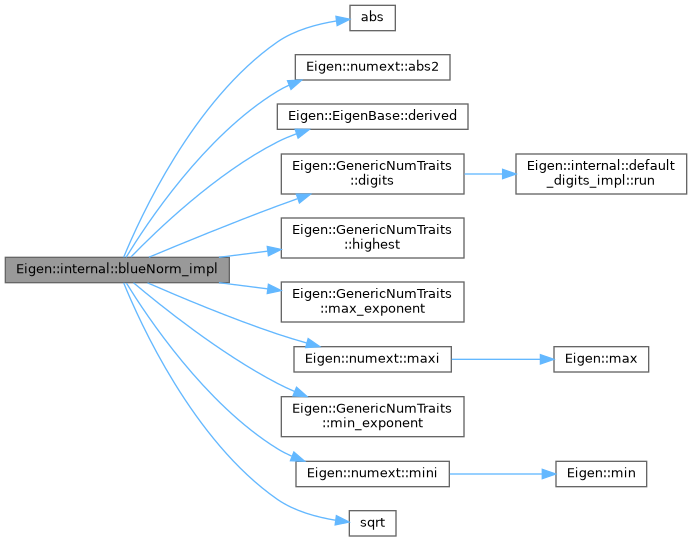 abs
Eigen::numext::abs2
Eigen::EigenBase::derived
Eigen::GenericNumTraits
::digits
Eigen::internal::default
_digits_impl::run
Eigen::GenericNumTraits
::highest
Eigen::internal::blueNorm_impl
Eigen::GenericNumTraits
::max_exponent
Eigen::numext::maxi
Eigen::max
Eigen::GenericNumTraits
::min_exponent
Eigen::numext::mini
Eigen::min
sqrt